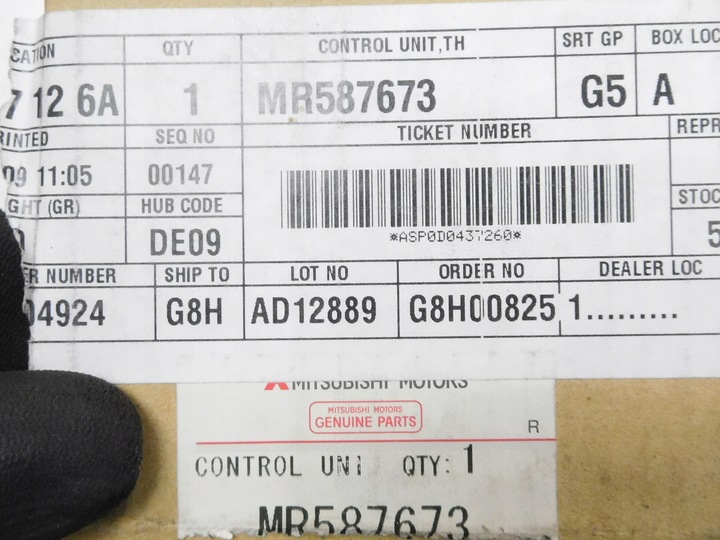 CATION QTY CONTROL UNIT,TH SRT GP BOX LOC
7 12 6A 1 MR587673 G5 A
RINTED SEQ NO TICKET NUMBER REPR
09 11:05 00147
GHT (GR) HUB CODE STOC
DE09 *ASP0D0437260* 5
ER NUMBER SHIP TO LOT NO ORDER NO DEALER LOC
04924 G8H AD12889 G8H00825 1.........
MITSUBISHI MOTORS
MITSUBISHI MOTORS
GENUINE PARTS
R
CONTROL UNI QTY: 1
MR587673